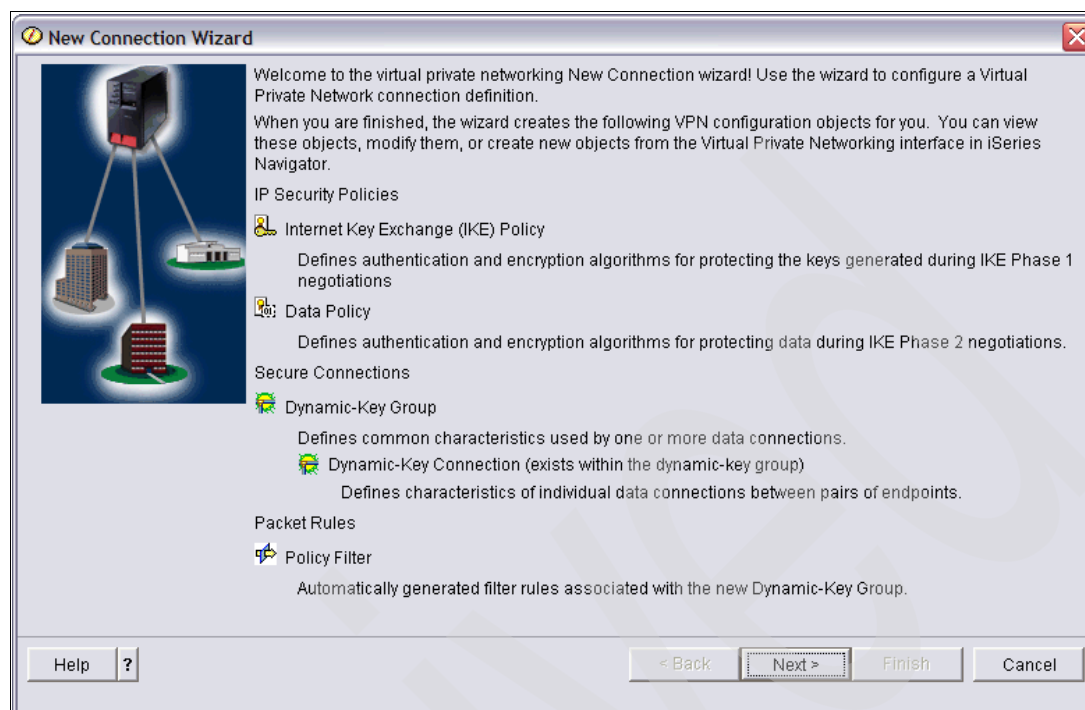 New Connection Wizard
Welcome to the virtual private networking New Connection wizard! Use the wizard to configure a Virtual
Private Network connection definition.
When you are finished, the wizard creates the following VPN configuration objects for you. You can view
these objects, modify them, or create new objects from the Virtual Private Networking interface in iSeries
Navigator.
IP Security Policies
Internet Key Exchange (IKE) Policy
Defines authentication and encryption algorithms for protecting the keys generated during IKE Phase 1
negotiations
Data Policy
Defines authentication and encryption algorithms for protecting data during IKE Phase 2 negotiations.
Secure Connections
Dynamic-Key Group
Defines common characteristics used by one or more data connections.
Dynamic-Key Connection (exists within the dynamic-key group)
Defines characteristics of individual data connections between pairs of endpoints.
Packet Rules
Policy Filter
Automatically generated filter rules associated with the new Dynamic-Key Group.
Help ? < Back Next > Finish Cancel